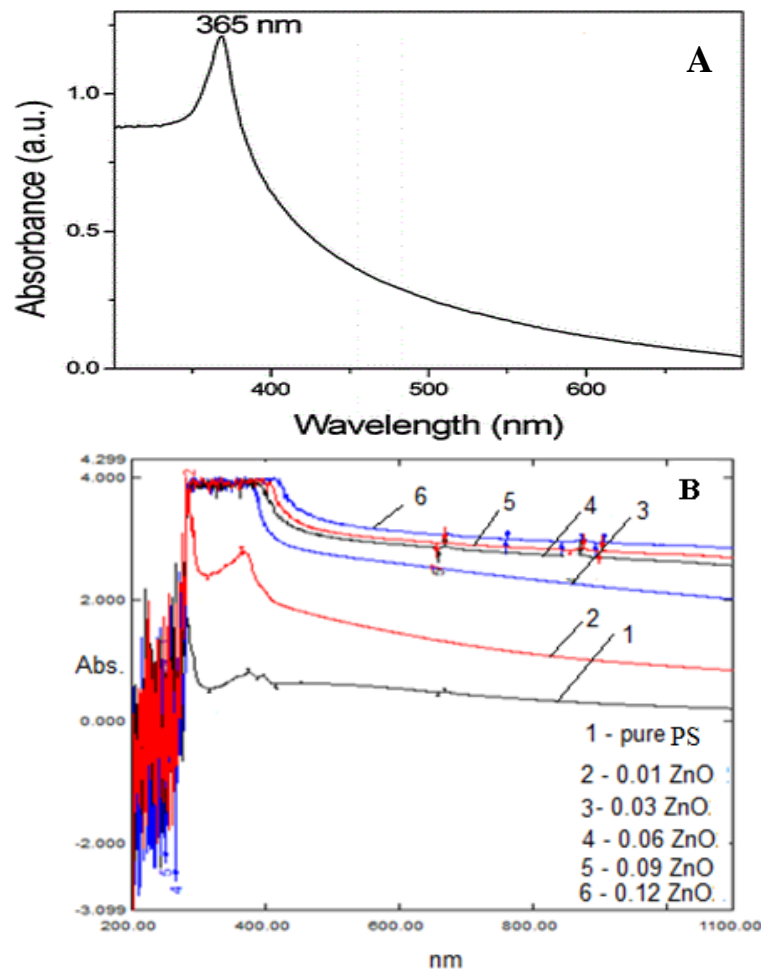 365 nm
A
1.0
0.5
0.0
Absorbance (a.u.)
400 500 600
Wavelength (nm)
4.299
4.000
2.000
Abs.
0.000
-2.000
-3.099
B
6 5 4 3
2 1
1 - pure PS
2 - 0.01 ZnO
3- 0.03 ZnO
4 - 0.06 ZnO
5 - 0.09 ZnO
6 - 0.12 ZnO
200.00 400.00 600.00 800.00 1100.00
nm